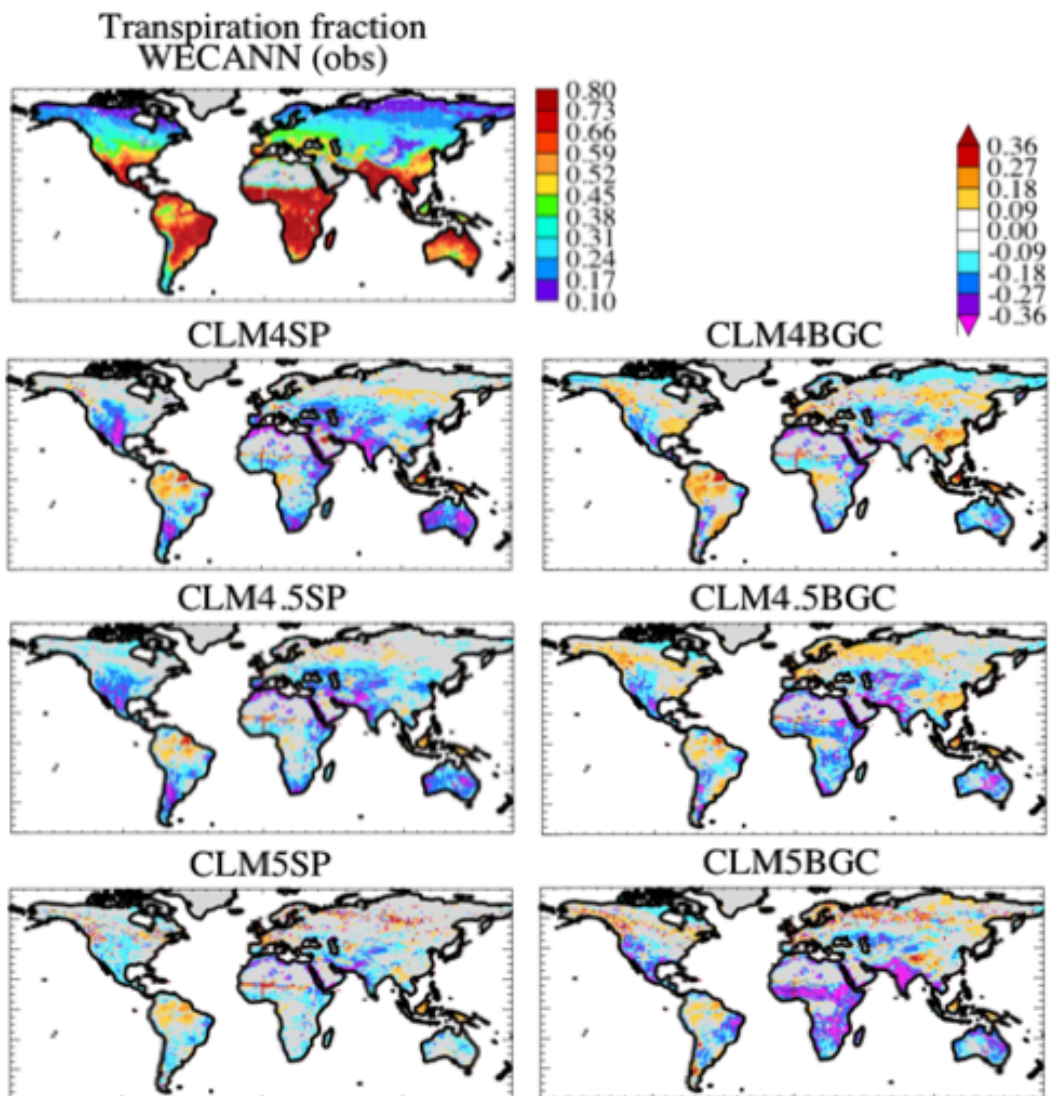 Transpiration fraction
WECANN (obs)
0.80
0.73
0.66
0.59
0.52
0.45
0.38
0.31
0.24
0.17
0.10
0.36
0.27
0.18
0.09
0.00
-0.09
-0.18
-0.27
-0.36
CLM4SP
CLM4BGC
CLM4.5SP
CLM4.5BGC
CLM5SP
CLM5BGC